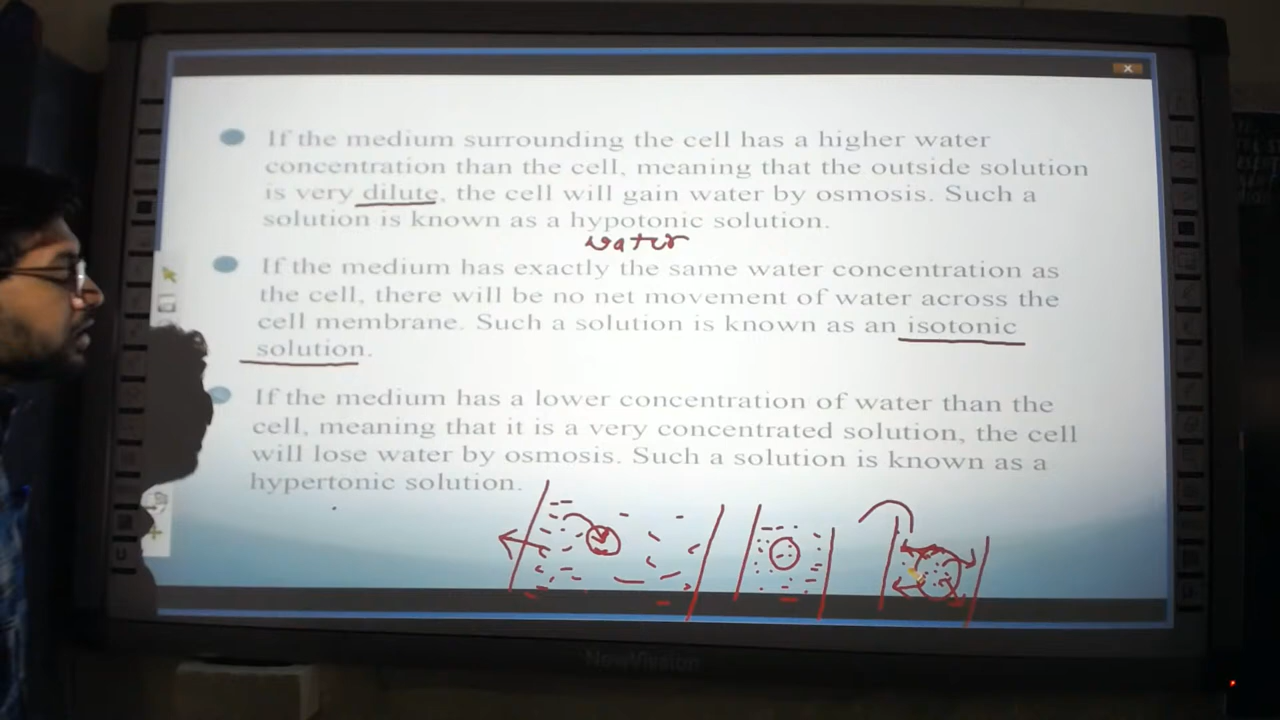 If the medium surrounding the cell has a higher water
concentration than the cell, meaning that the outside solution
is very dilute, the cell will gain water by osmosis. Such a
solution is known as a hypotonic solution.
water
If the medium has exactly the same water concentration as
the cell, there will be no net movement of water across the
cell membrane. Such a solution is known as an isotonic
solution.
If the medium has a lower concentration of water than the
cell, meaning that it is a very concentrated solution, the cell
will lose water by osmosis. Such a solution is known as a
hypertonic solution.
NewVission